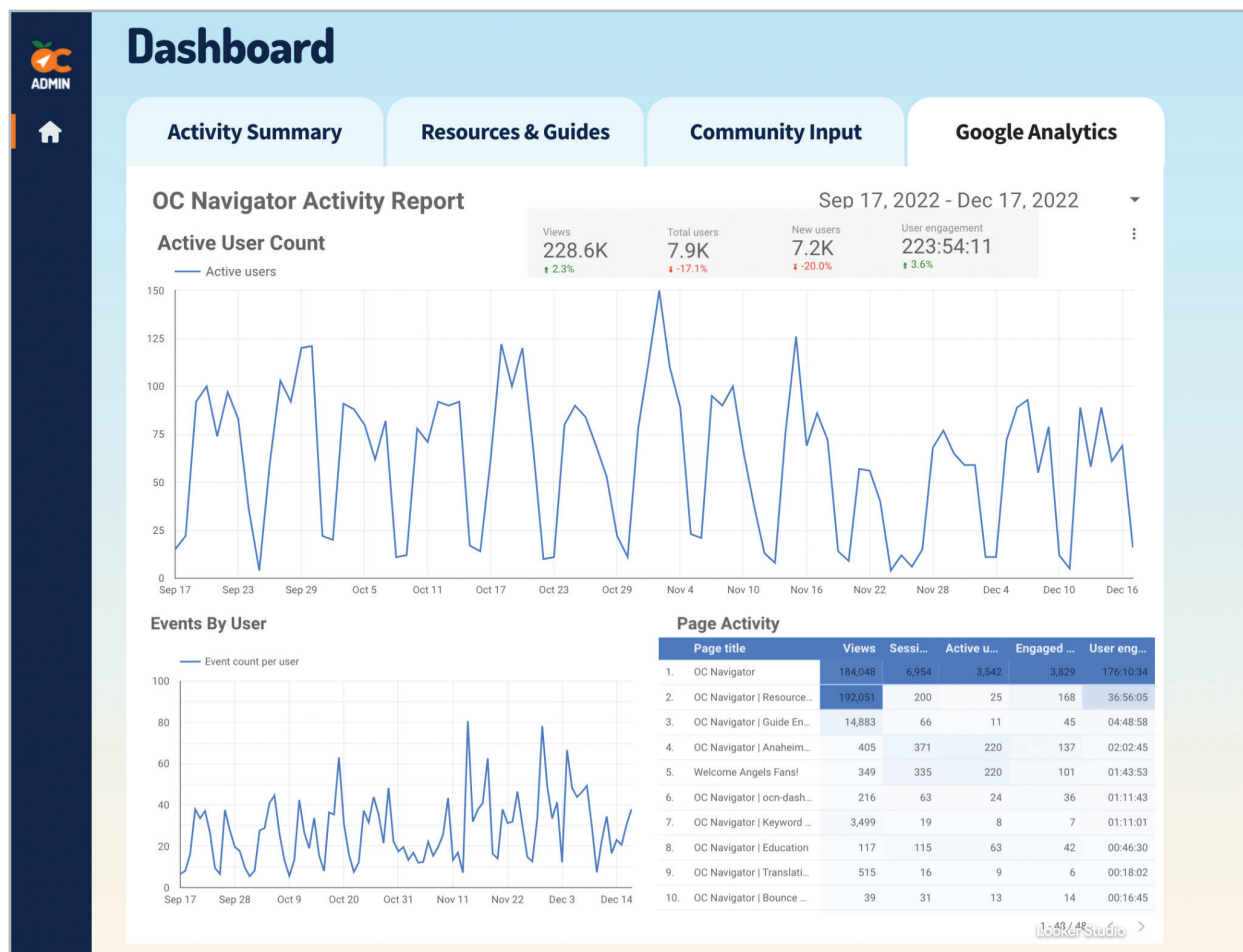 Dashboard
OC
ADMIN
Activity Summary
Resources & Guides
Community Input
Google Analytics
OC Navigator Activity Report
Sep 17, 2022 - Dec 17, 2022
Active User Count
Views
228.6K
2.3%
Total users
7.9K
-17.1%
New users
7.2K
-20.0%
User engagement
223:54:11
3.6%
Active users
150
125
100
75
50
25
0
Sep 17 Sep 23 Sep 29 Oct 5 Oct 11 Oct 17 Oct 23 Oct 29 Nov 4 Nov 10 Nov 16 Nov 22 Nov 28 Dec 4 Dec 10 Dec 16
Events By User
Event count per user
100
80
60
40
20
0
Sep 17 Sep 28 Oct 9 Oct 20 Oct 31 Nov 11 Nov 22 Dec 3 Dec 14
Page Activity
Page title Views Sessi... Active u... Engaged ... User eng...
1. OC Navigator 184,048 6,954 3,542 3,829 176:10:34
2. OC Navigator | Resource... 192,051 200 25 168 36:56:05
3. OC Navigator | Guide En... 14,883 66 11 45 04:48:58
4. OC Navigator | Anaheim... 405 371 220 137 02:02:45
5. Welcome Angels Fans! 349 335 220 101 01:43:53
6. OC Navigator | ocn-dash... 216 63 24 36 01:11:43
7. OC Navigator | Keyword ... 3,499 19 8 7 01:11:01
8. OC Navigator | Education 117 115 63 42 00:46:30
9. OC Navigator | Translati... 515 16 9 6 00:18:02
10. OC Navigator | Bounce ... 39 31 13 14 00:16:45
1 - 48 / 48
Looker Studio